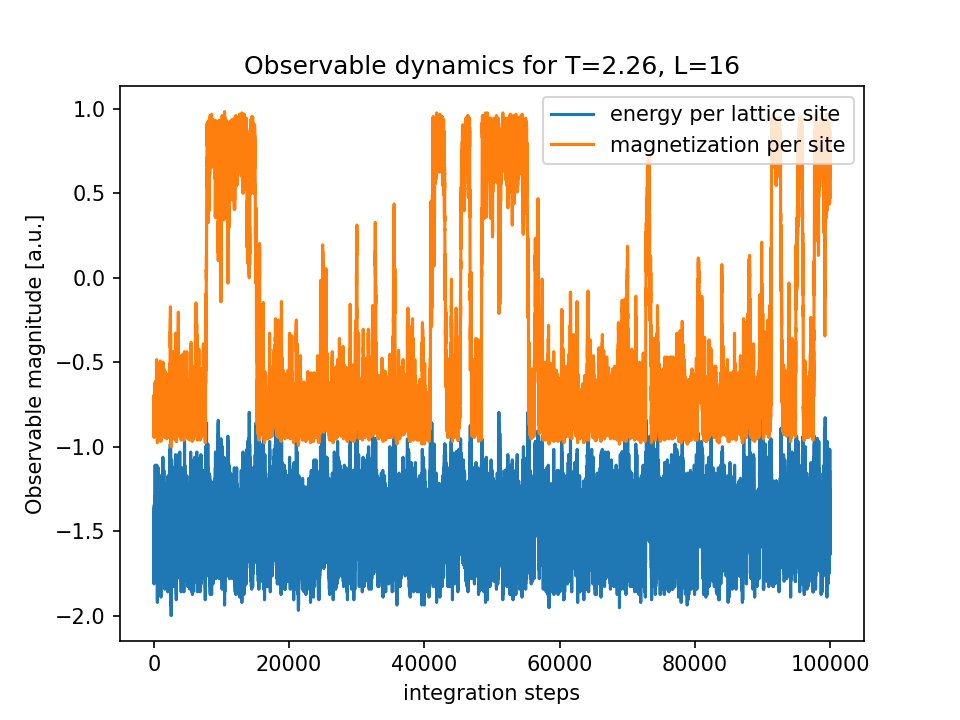 Observable dynamics for T=2.26, L=16
energy per lattice site
magnetization per site
Observable magnitude [a.u.]
1.0
0.5
0.0
−0.5
−1.0
−1.5
−2.0
0 20000 40000 60000 80000 100000
integration steps